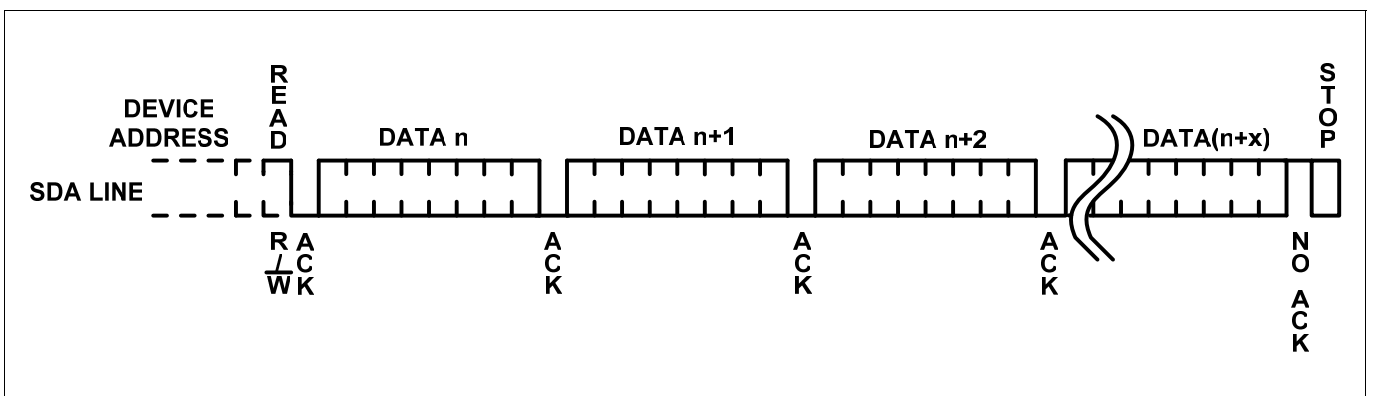 DEVICE
ADDRESS
READ
DATA n
DATA n+1
DATA n+2
DATA(n+x)
STOP
SDA LINE
R/W
ACK
ACK
ACK
ACK
NO ACK